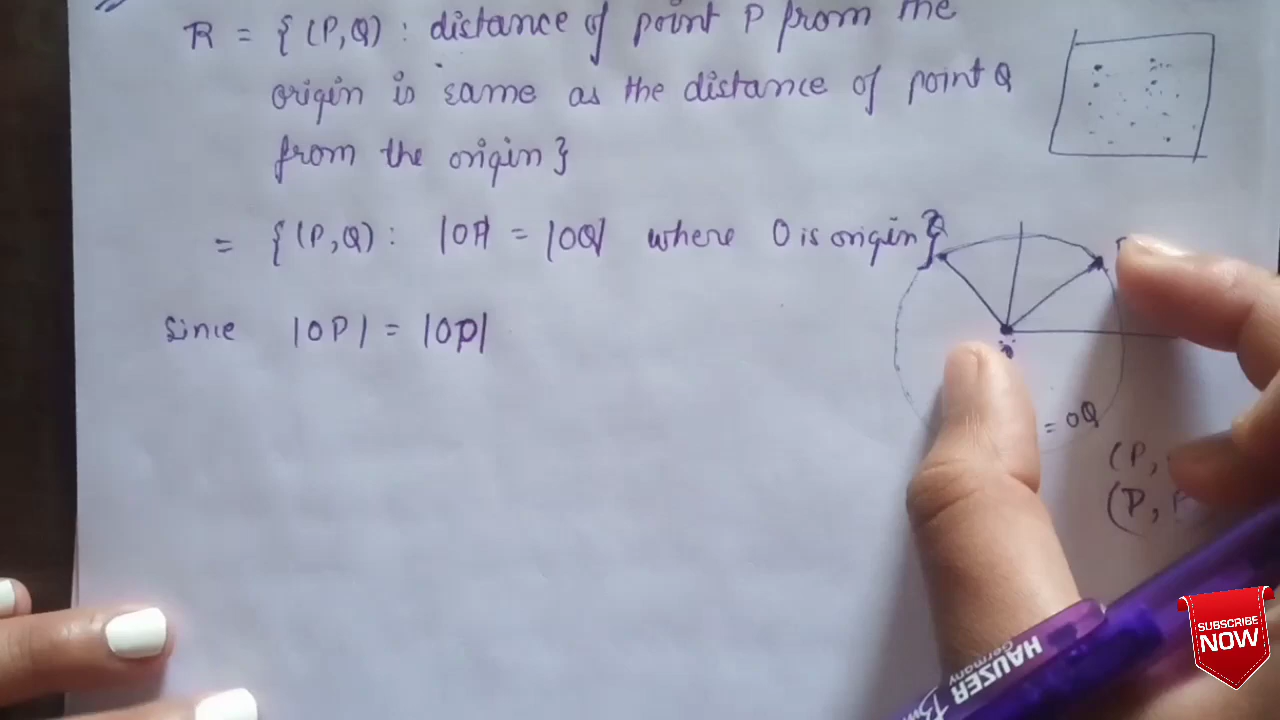 R = {(P,Q) : distance of point P from the
origin is same as the distance of point Q
from the origin}
= {(P,Q) : |OP| = |OQ| where O is origin}
Since |OP| = |OP|
Q
= OQ
(P,
(P, P
HAUSER
Germany
SUBSCRIBE
NOW